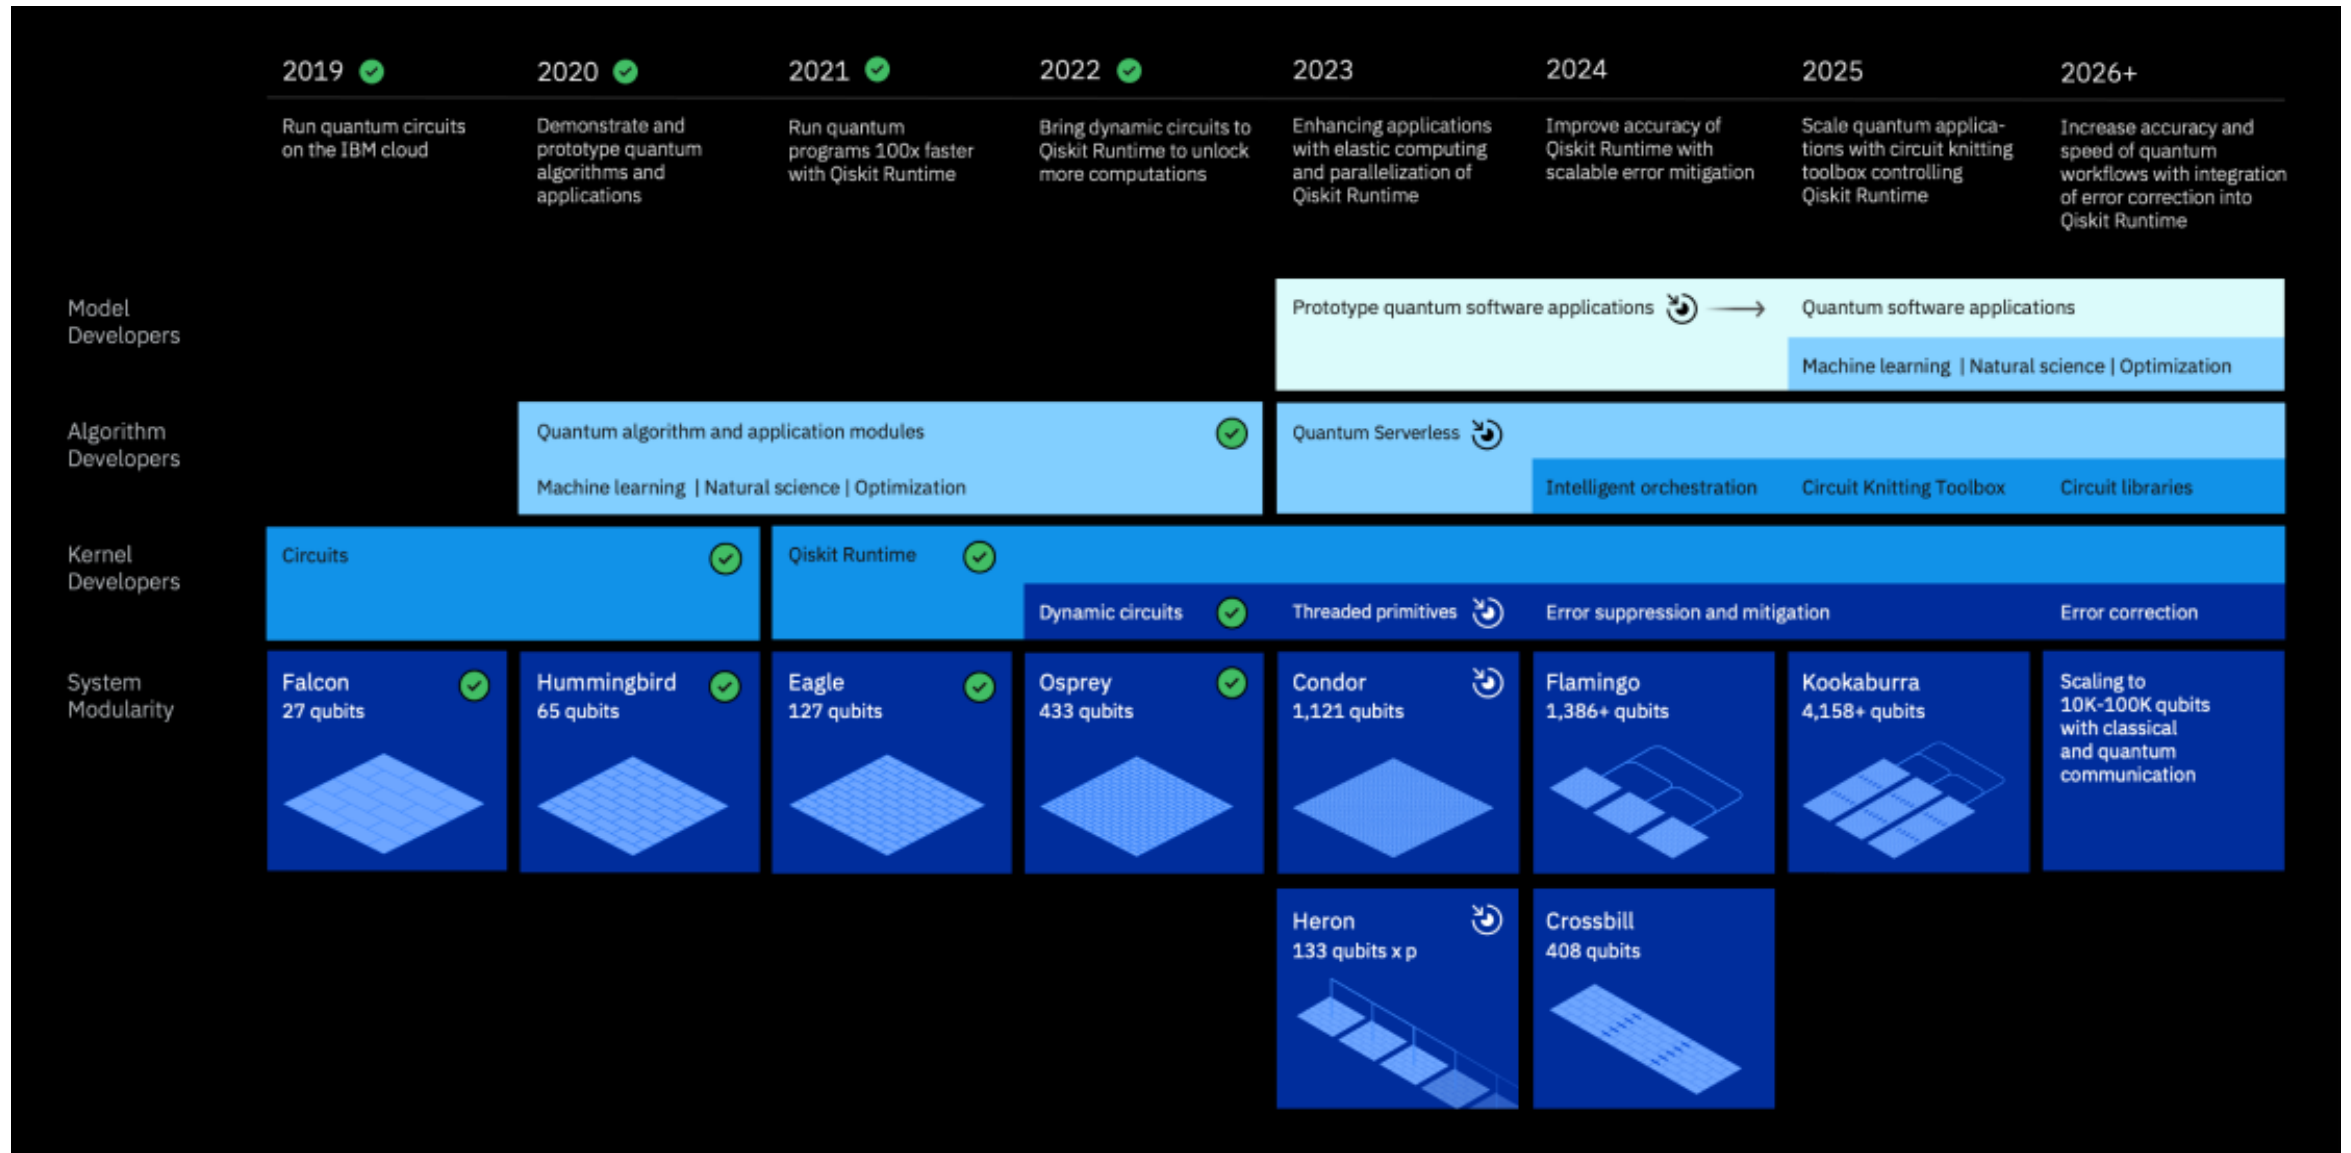 2019
2020
2021
2022
2023
2024
2025
2026+
Run quantum circuits
on the IBM cloud
Demonstrate and
prototype quantum
algorithms and
applications
Run quantum
programs 100x faster
with Qiskit Runtime
Bring dynamic circuits to
Qiskit Runtime to unlock
more computations
Enhancing applications
with elastic computing
and parallelization of
Qiskit Runtime
Improve accuracy of
Qiskit Runtime with
scalable error mitigation
Scale quantum applica-
tions with circuit knitting
toolbox controlling
Qiskit Runtime
Increase accuracy and
speed of quantum
workflows with integration
of error correction into
Qiskit Runtime
Model
Developers
Prototype quantum software applications
Quantum software applications
Machine learning | Natural science | Optimization
Algorithm
Developers
Quantum algorithm and application modules
Machine learning | Natural science | Optimization
Quantum Serverless
Intelligent orchestration
Circuit Knitting Toolbox
Circuit libraries
Kernel
Developers
Circuits
Qiskit Runtime
Dynamic circuits
Threaded primitives
Error suppression and mitigation
Error correction
System
Modularity
Falcon
27 qubits
Hummingbird
65 qubits
Eagle
127 qubits
Osprey
433 qubits
Condor
1,121 qubits
Flamingo
1,386+ qubits
Kookaburra
4,158+ qubits
Scaling to
10K-100K qubits
with classical
and quantum
communication
Heron
133 qubits x p
Crossbill
408 qubits